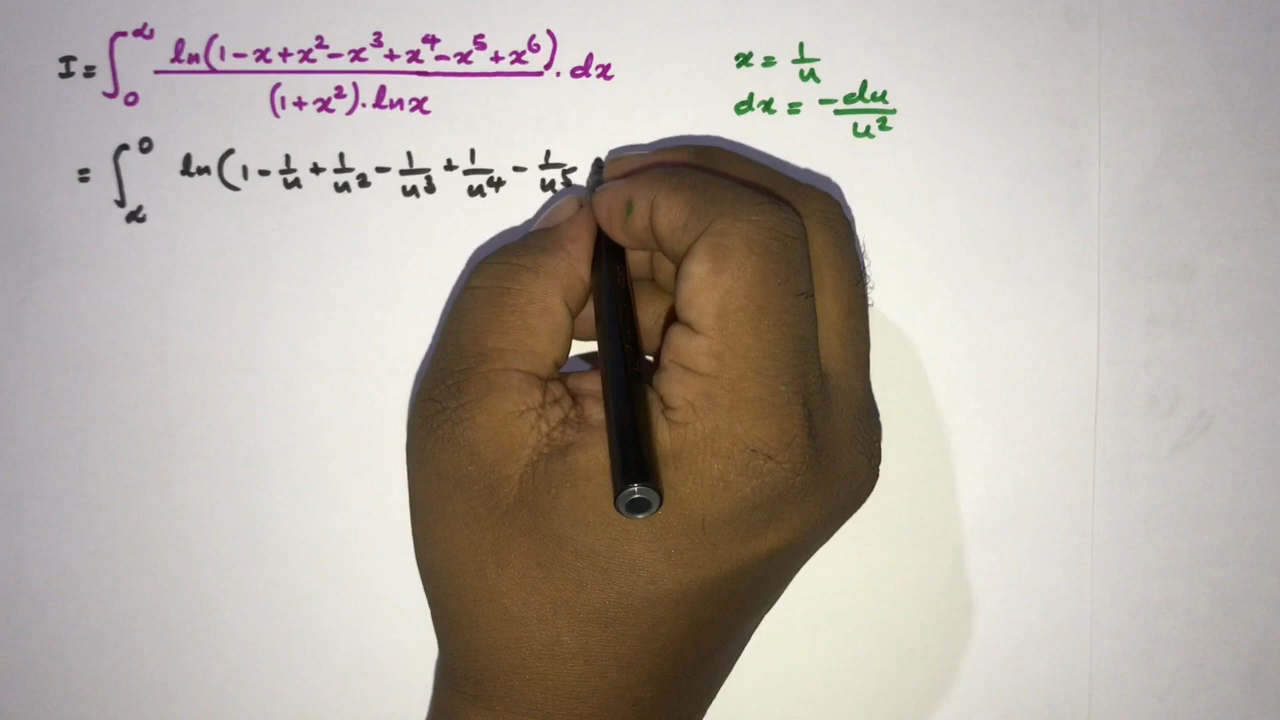 I = ∫₀^∞ ln(1-x+x²-x³+x⁴-x⁵+x⁶) / (1+x²).lnx . dx
x = 1/u
dx = -du/u²
= ∫_∞^0 ln(1 - 1/u + 1/u² - 1/u³ + 1/u⁴ - 1/u⁵